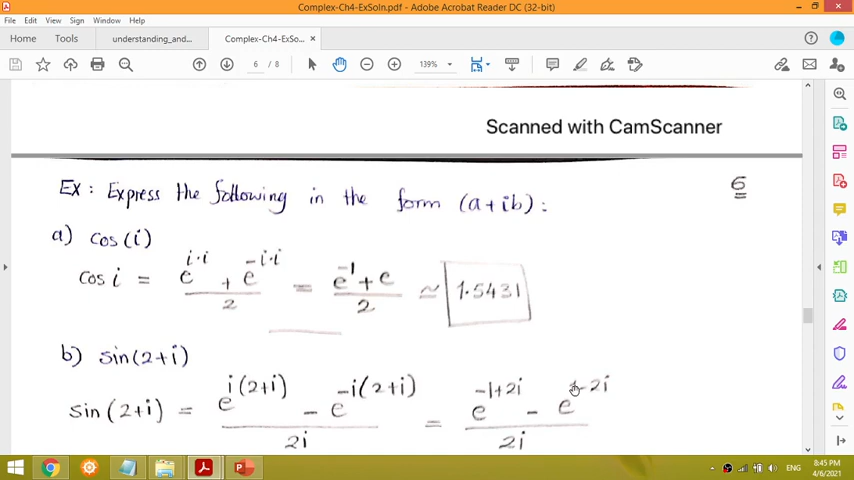 Complex-Ch4-ExSoln.pdf - Adobe Acrobat Reader DC (32-bit)
File Edit View Sign Window Help
Home Tools understanding_and... Complex-Ch4-ExSo... ×
6 / 8 139%
Scanned with CamScanner
6
Ex: Express the following in the form (a+ib):
a) cos(i)
cos i = e^{i·i} + e^{-i·i} / 2 = e^{-1} + e / 2 ≃ 1.5431
b) sin(2+i)
sin(2+i) = e^{i(2+i)} - e^{-i(2+i)} / 2i = e^{-1+2i} - e^{1-2i} / 2i
ENG
8:45 PM
4/6/2021